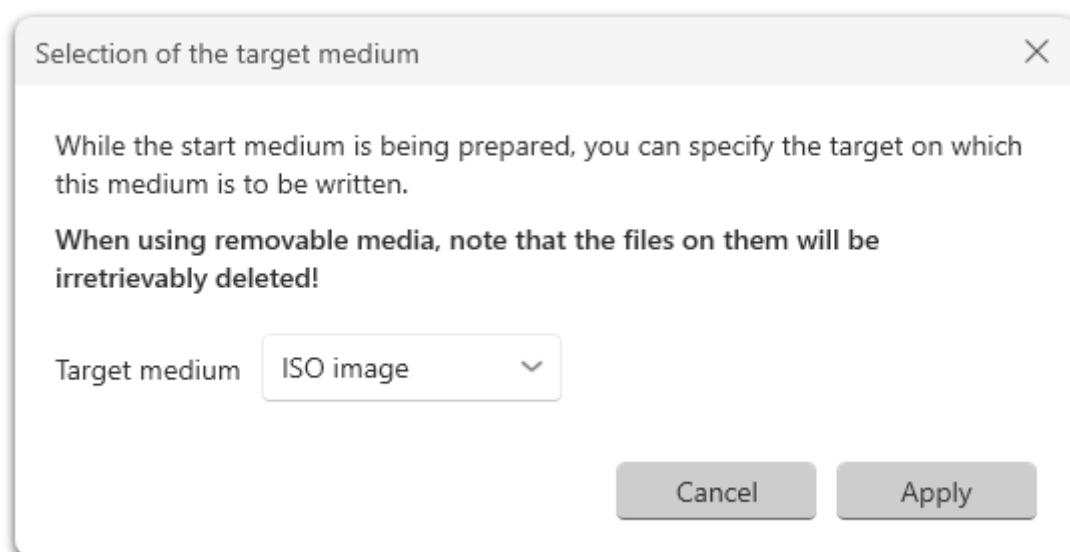 Selection of the target medium
While the start medium is being prepared, you can specify the target on which
this medium is to be written.
When using removable media, note that the files on them will be
irretrievably deleted!
Target medium ISO image
Cancel Apply